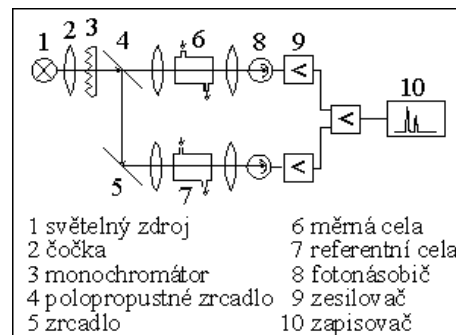 1 2 3 4 6 8 9
10
5 7
1 světelný zdroj
2 čočka
3 monochromátor
4 polopropustné zrcadlo
5 zrcadlo
6 měrná cela
7 referentní cela
8 fotonásobič
9 zesilovač
10 zapisovač